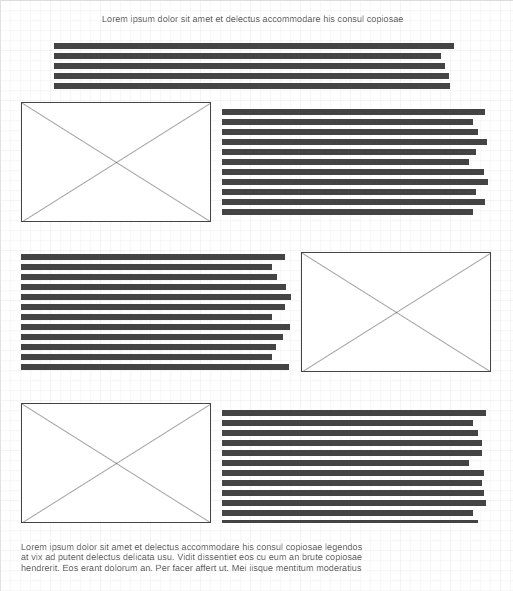 Lorem ipsum dolor sit amet et delectus accommodare his consul copiosae
Lorem ipsum dolor sit amet et delectus accommodare his consul copiosae legendos
at vix ad putent delectus delicata usu. Vidit dissentiet eos cu eum an brute copiosae
hendrerit. Eos erant dolorum an. Per facer affert ut. Mei iisque mentitum moderatius